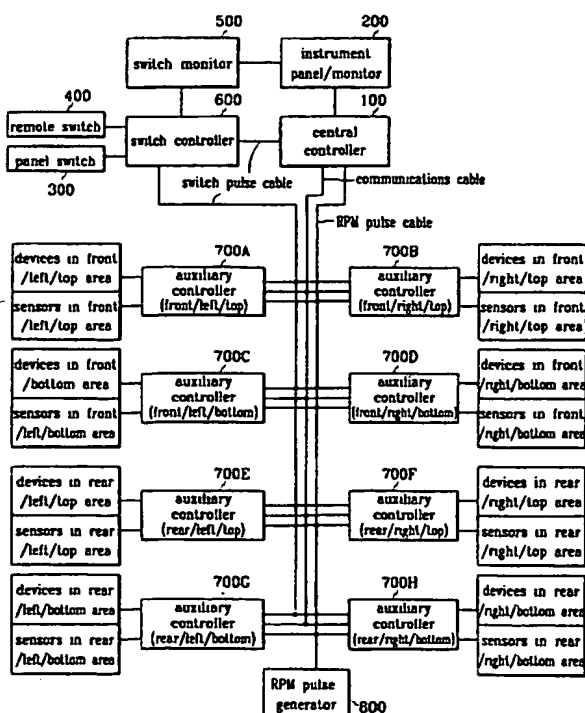 500
200
switch monitor
instrument
panel/monitor
400
600
100
remote switch
switch controller
central
controller
panel switch
300
switch pulse cable
communications cable
RPM pulse cable
700A
700B
devices in front
/left/top area
sensors in front
/left/top area
auxiliary
controller
(front/left/top)
auxiliary
controller
(front/right/top)
devices in front
/right/top area
sensors in front
/right/top area
700C
700D
devices in front
/bottom area
sensors in front
/left/bottom area
auxiliary
controller
(front/left/bottom)
auxiliary
controller
(front/right/bottom)
devices in front
/right/bottom area
sensors in front
/right/bottom area
700E
700F
devices in rear
/left/top area
sensors in rear
/left/top area
auxiliary
controller
(rear/left/top)
auxiliary
controller
(rear/right/top)
devices in rear
/right/top area
sensors in rear
/right/top area
700G
700H
devices in rear
/left/bottom area
sensors in rear
/left/bottom area
auxiliary
controller
(rear/left/bottom)
auxiliary
controller
(rear/right/bottom)
devices in rear
/right/bottom area
sensors in rear
/right/bottom area
RPM pulse
generator
800